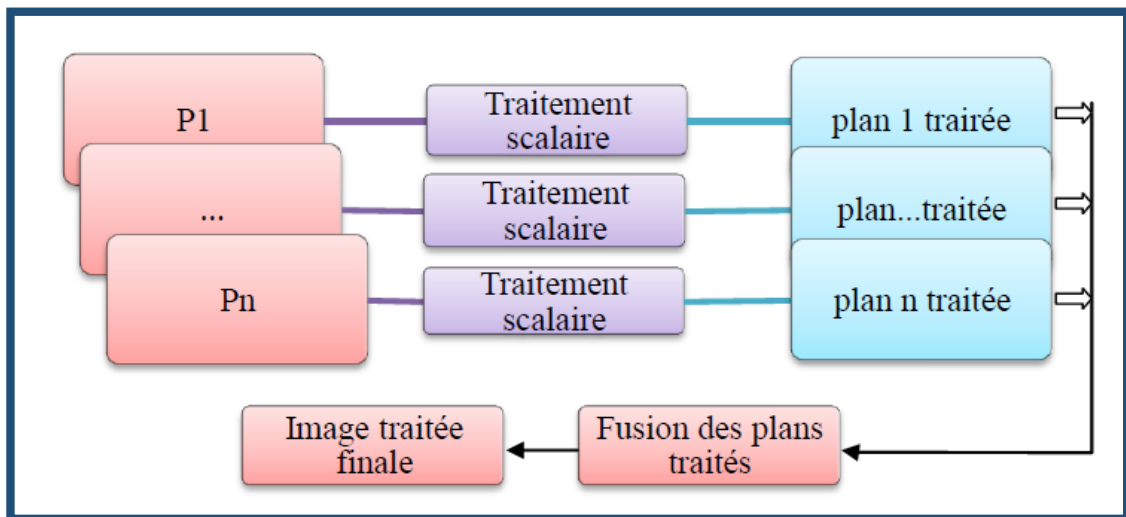 P1
Traitement
scalaire
plan 1 trairée
...
Traitement
scalaire
plan...traitée
Pn
Traitement
scalaire
plan n traitée
Image traitée
finale
Fusion des plans
traités